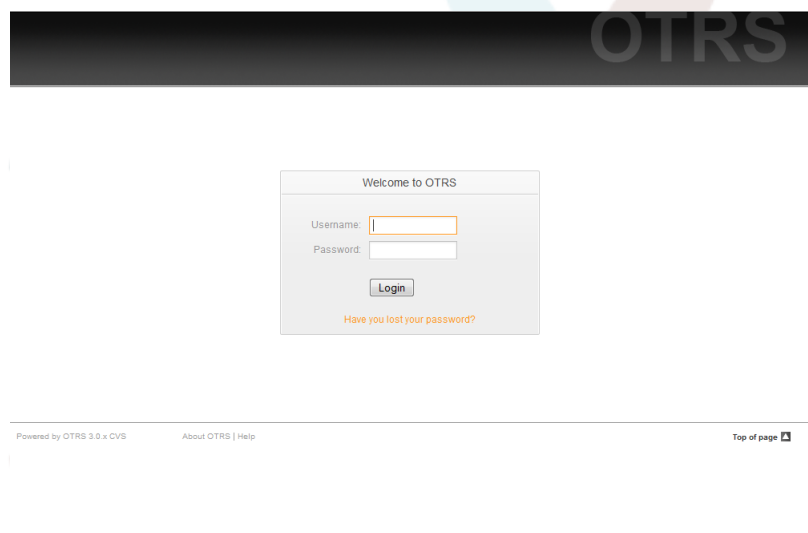 OTRS
Welcome to OTRS
Username:
Password:
Login
Have you lost your password?
Powered by OTRS 3.0.x CVS About OTRS | Help Top of page